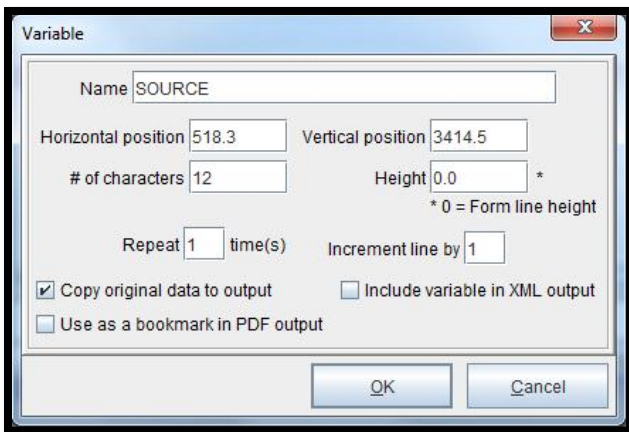 Variable
Name SOURCE
Horizontal position 518.3 Vertical position 3414.5
# of characters 12 Height 0.0 *
* 0 = Form line height
Repeat 1 time(s) Increment line by 1
Copy original data to output Include variable in XML output
Use as a bookmark in PDF output
OK Cancel